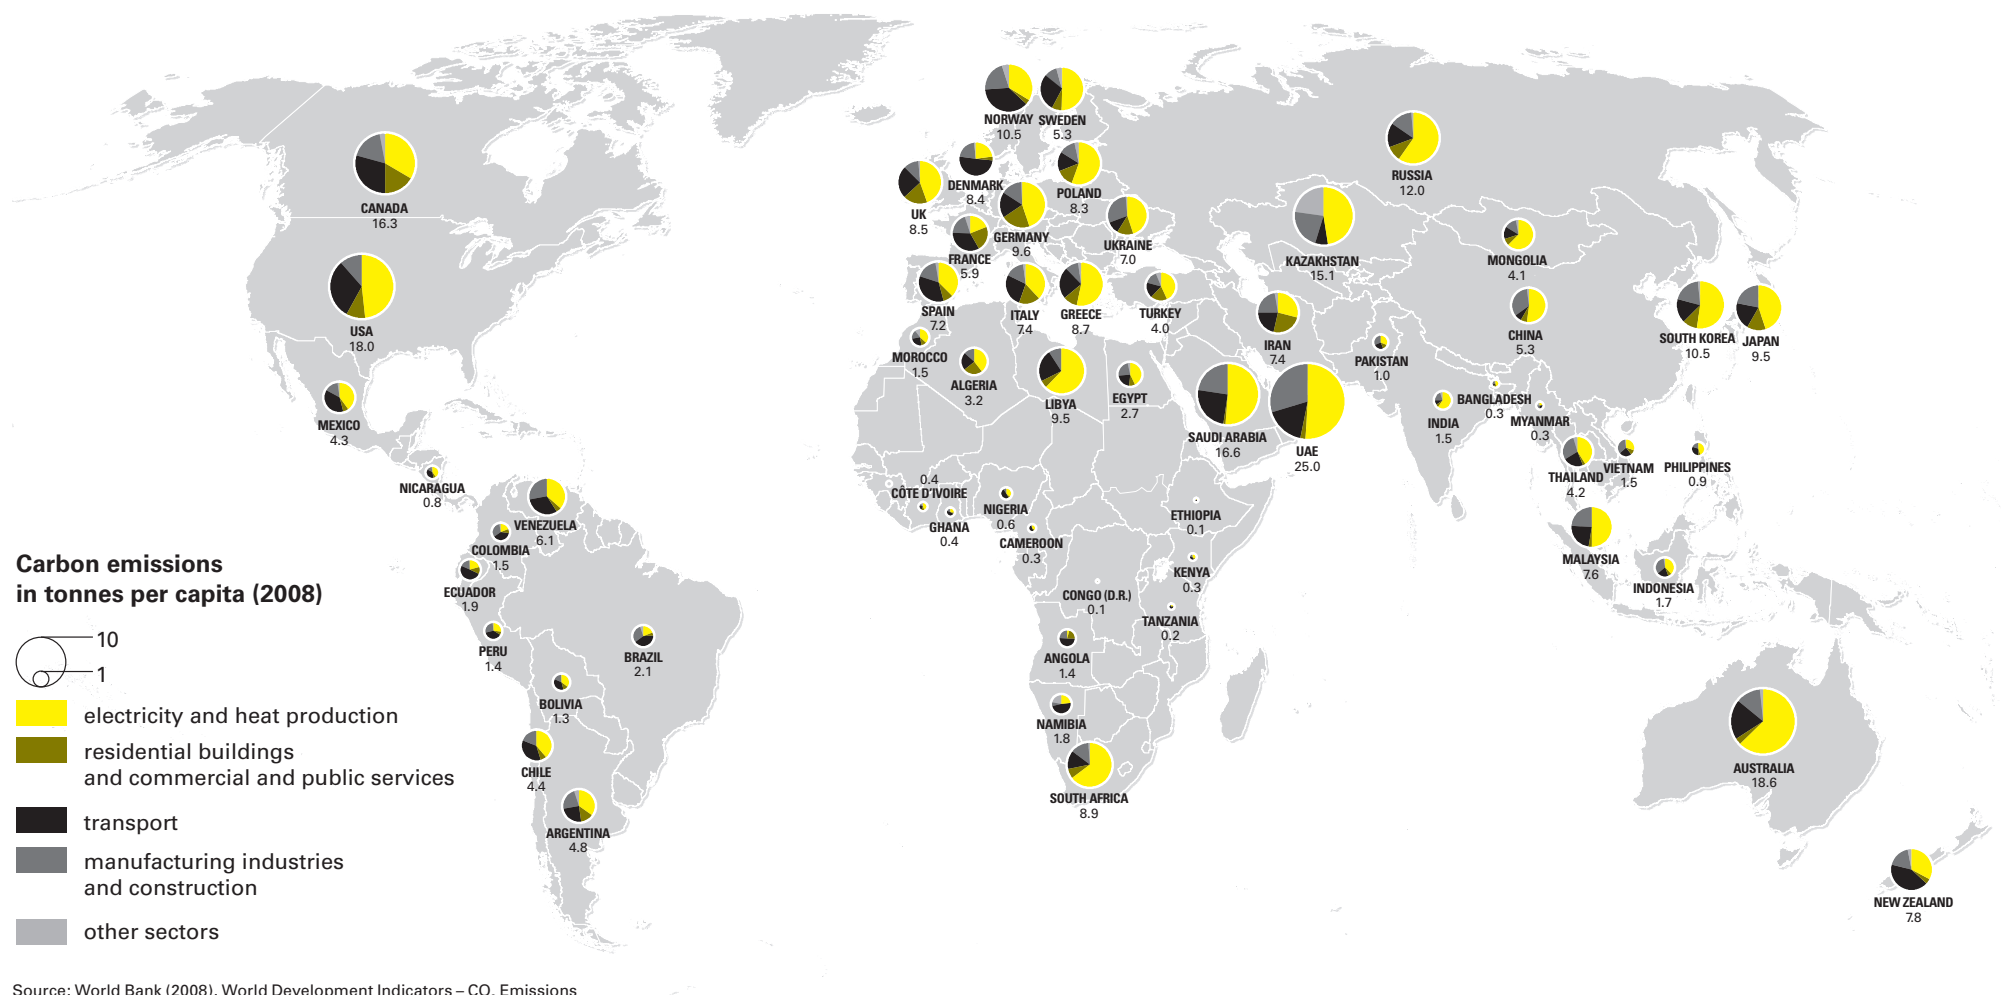 NORWAY
10.5
SWEDEN
5.3
RUSSIA
12.0
CANADA
16.3
DENMARK
8.4
POLAND
8.3
UK
8.5
GERMANY
9.6
UKRAINE
7.0
KAZAKHSTAN
15.1
MONGOLIA
4.1
FRANCE
5.9
USA
18.0
SPAIN
7.2
ITALY
7.4
GREECE
8.7
TURKEY
4.0
IRAN
7.4
PAKISTAN
1.0
CHINA
5.3
SOUTH KOREA
10.5
JAPAN
9.5
MOROCCO
1.5
ALGERIA
3.2
LIBYA
9.5
EGYPT
2.7
SAUDI ARABIA
16.6
UAE
25.0
INDIA
1.5
BANGLADESH
0.3
MYANMAR
0.3
MEXICO
4.3
THAILAND
4.2
VIETNAM
1.5
PHILIPPINES
0.9
NICARAGUA
0.8
0.4
CÔTE D'IVOIRE
GHANA
0.4
NIGERIA
0.6
CAMEROON
0.3
ETHIOPIA
0.1
VENEZUELA
6.1
COLOMBIA
1.5
ECUADOR
1.9
MALAYSIA
7.6
INDONESIA
1.7
KENYA
0.3
CONGO (D.R.)
0.1
TANZANIA
0.2
PERU
1.4
BRAZIL
2.1
ANGOLA
1.4
BOLIVIA
1.3
NAMIBIA
1.8
CHILE
4.4
SOUTH AFRICA
8.9
AUSTRALIA
18.6
ARGENTINA
4.8
NEW ZEALAND
7.8
Carbon emissions
in tonnes per capita (2008)
10
1
electricity and heat production
residential buildings
and commercial and public services
transport
manufacturing industries
and construction
other sectors
Source: World Bank (2008), World Development Indicators – CO₂ Emissions